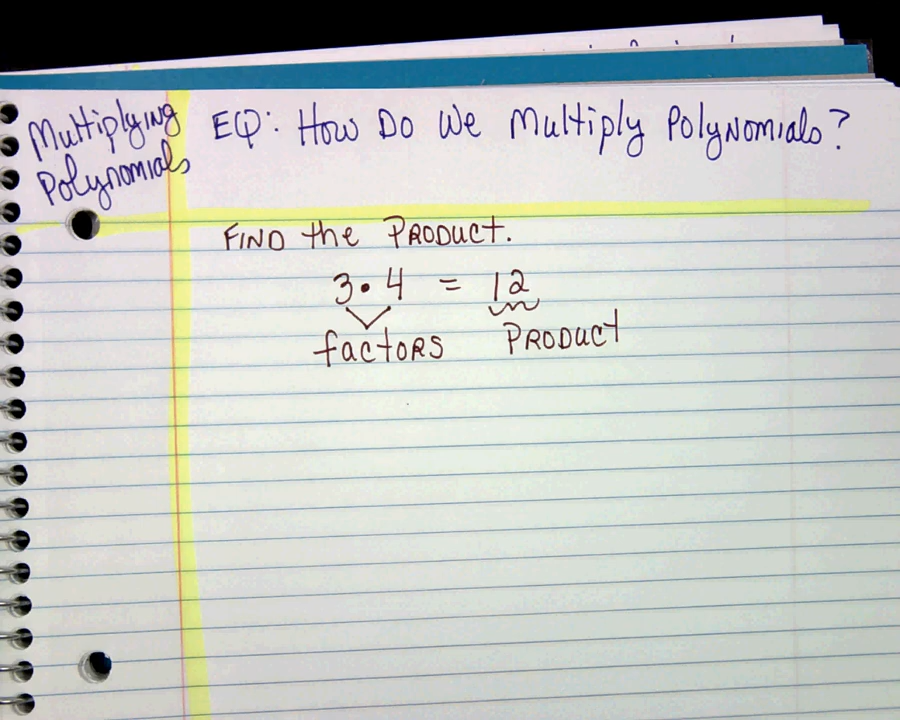 Multiplying
Polynomials
EQ: How Do We Multiply Polynomials?
FIND the PRODUCT.
3 • 4 = 12
factors PRODUCT